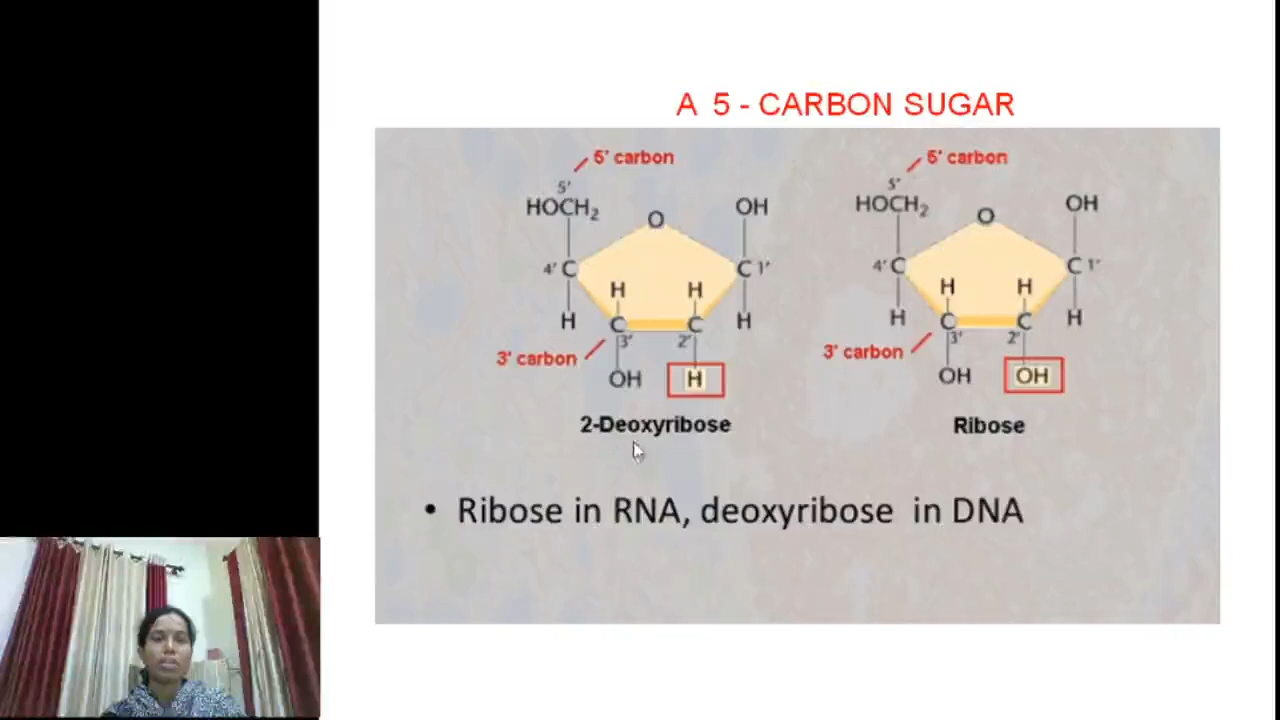 A 5 - CARBON SUGAR
5' carbon
5'
HOCH2
O
OH
4' C
C 1'
H
H
H
H
C
C
3'
2'
3' carbon
OH
H
2-Deoxyribose
5' carbon
5'
HOCH2
O
OH
4' C
C 1'
H
H
H
H
C
C
3'
2'
3' carbon
OH
OH
Ribose
• Ribose in RNA, deoxyribose in DNA